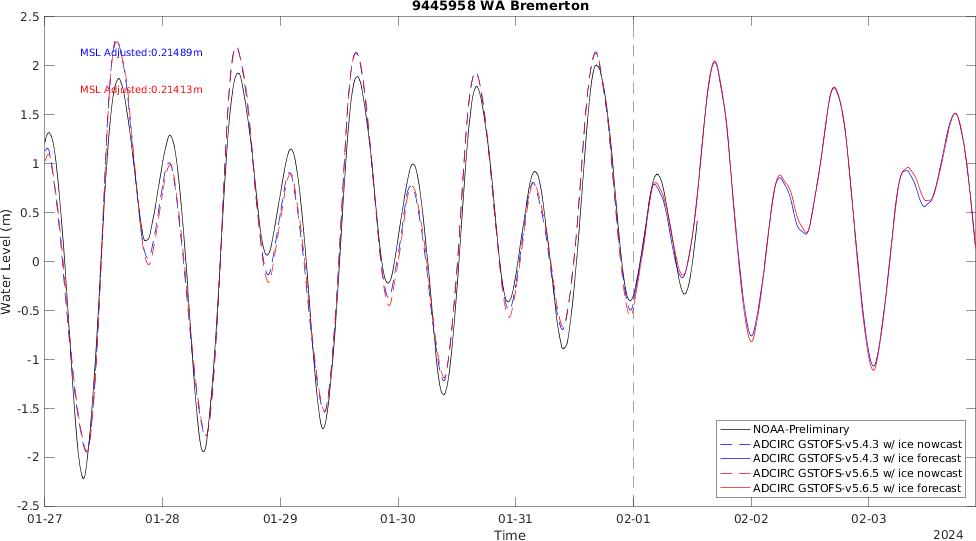 9445958 WA Bremerton
MSL Adjusted:0.21489m
MSL Adjusted:0.21413m
Water Level (m)
2.5
2
1.5
1
0.5
0
-0.5
-1
-1.5
-2
-2.5
NOAA-Preliminary
ADCIRC GSTOFS-v5.4.3 w/ ice nowcast
ADCIRC GSTOFS-v5.4.3 w/ ice forecast
ADCIRC GSTOFS-v5.6.5 w/ ice nowcast
ADCIRC GSTOFS-v5.6.5 w/ ice forecast
01-27 01-28 01-29 01-30 01-31 02-01 02-02 02-03
Time
2024